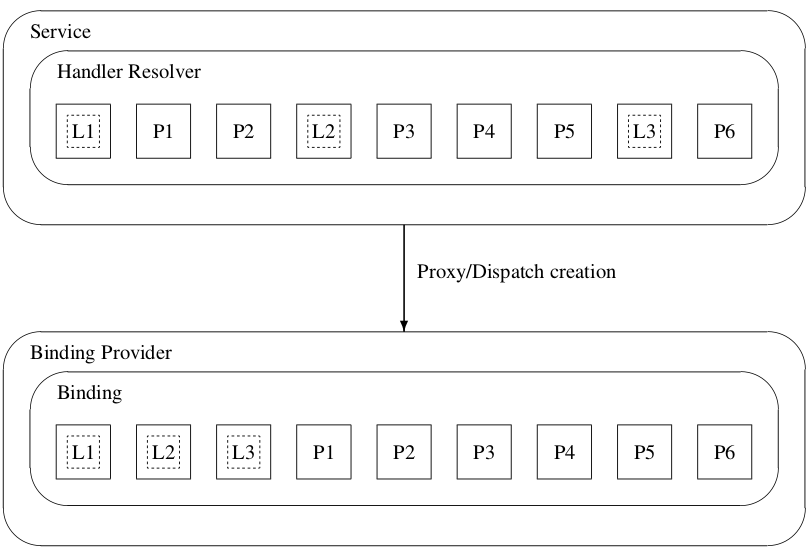 Service
Handler Resolver
L1 P1 P2 L2 P3 P4 P5 L3 P6
Proxy/Dispatch creation
Binding Provider
Binding
L1 L2 L3 P1 P2 P3 P4 P5 P6